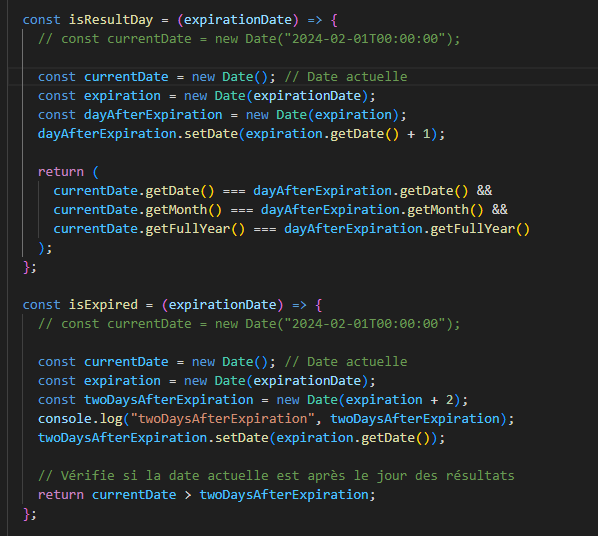 const isResultDay = (expirationDate) => {
// const currentDate = new Date("2024-02-01T00:00:00");
const currentDate = new Date(); // Date actuelle
const expiration = new Date(expirationDate);
const dayAfterExpiration = new Date(expiration);
dayAfterExpiration.setDate(expiration.getDate() + 1);
return (
currentDate.getDate() === dayAfterExpiration.getDate() &&
currentDate.getMonth() === dayAfterExpiration.getMonth() &&
currentDate.getFullYear() === dayAfterExpiration.getFullYear()
);
};
const isExpired = (expirationDate) => {
// const currentDate = new Date("2024-02-01T00:00:00");
const currentDate = new Date(); // Date actuelle
const expiration = new Date(expirationDate);
const twoDaysAfterExpiration = new Date(expiration + 2);
console.log("twoDaysAfterExpiration", twoDaysAfterExpiration);
twoDaysAfterExpiration.setDate(expiration.getDate());
// Vérifie si la date actuelle est après le jour des résultats
return currentDate > twoDaysAfterExpiration;
};